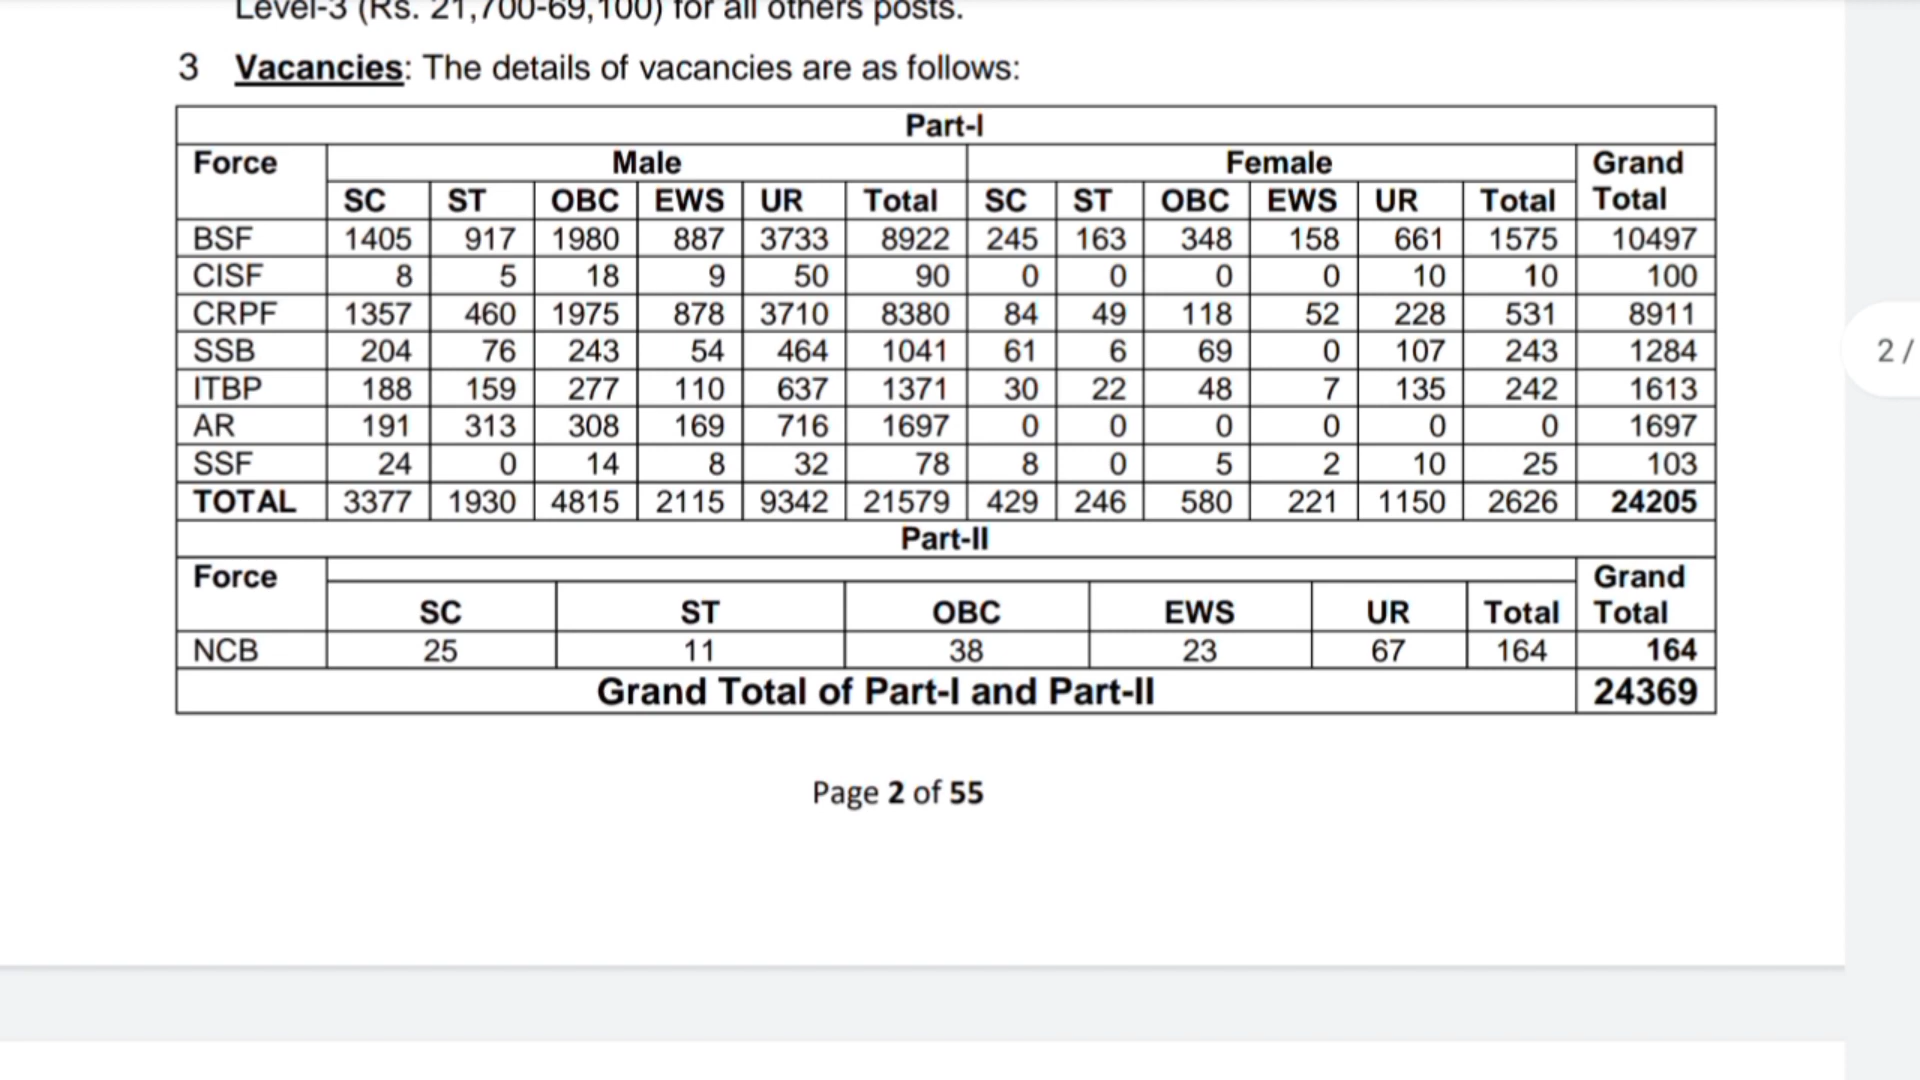 Level-3 (Rs. 21,700-69,100) for all others posts.
3 Vacancies: The details of vacancies are as follows:
Part-I
Force Male Female Grand Total
SC ST OBC EWS UR Total SC ST OBC EWS UR Total
BSF 1405 917 1980 887 3733 8922 245 163 348 158 661 1575 10497
CISF 8 5 18 9 50 90 0 0 0 0 10 10 100
CRPF 1357 460 1975 878 3710 8380 84 49 118 52 228 531 8911
SSB 204 76 243 54 464 1041 61 6 69 0 107 243 1284
ITBP 188 159 277 110 637 1371 30 22 48 7 135 242 1613
AR 191 313 308 169 716 1697 0 0 0 0 0 0 1697
SSF 24 0 14 8 32 78 8 0 5 2 10 25 103
TOTAL 3377 1930 4815 2115 9342 21579 429 246 580 221 1150 2626 24205
Part-II
Force Grand Total
SC ST OBC EWS UR Total
NCB 25 11 38 23 67 164 164
Grand Total of Part-I and Part-II 24369
Page 2 of 55
2 /